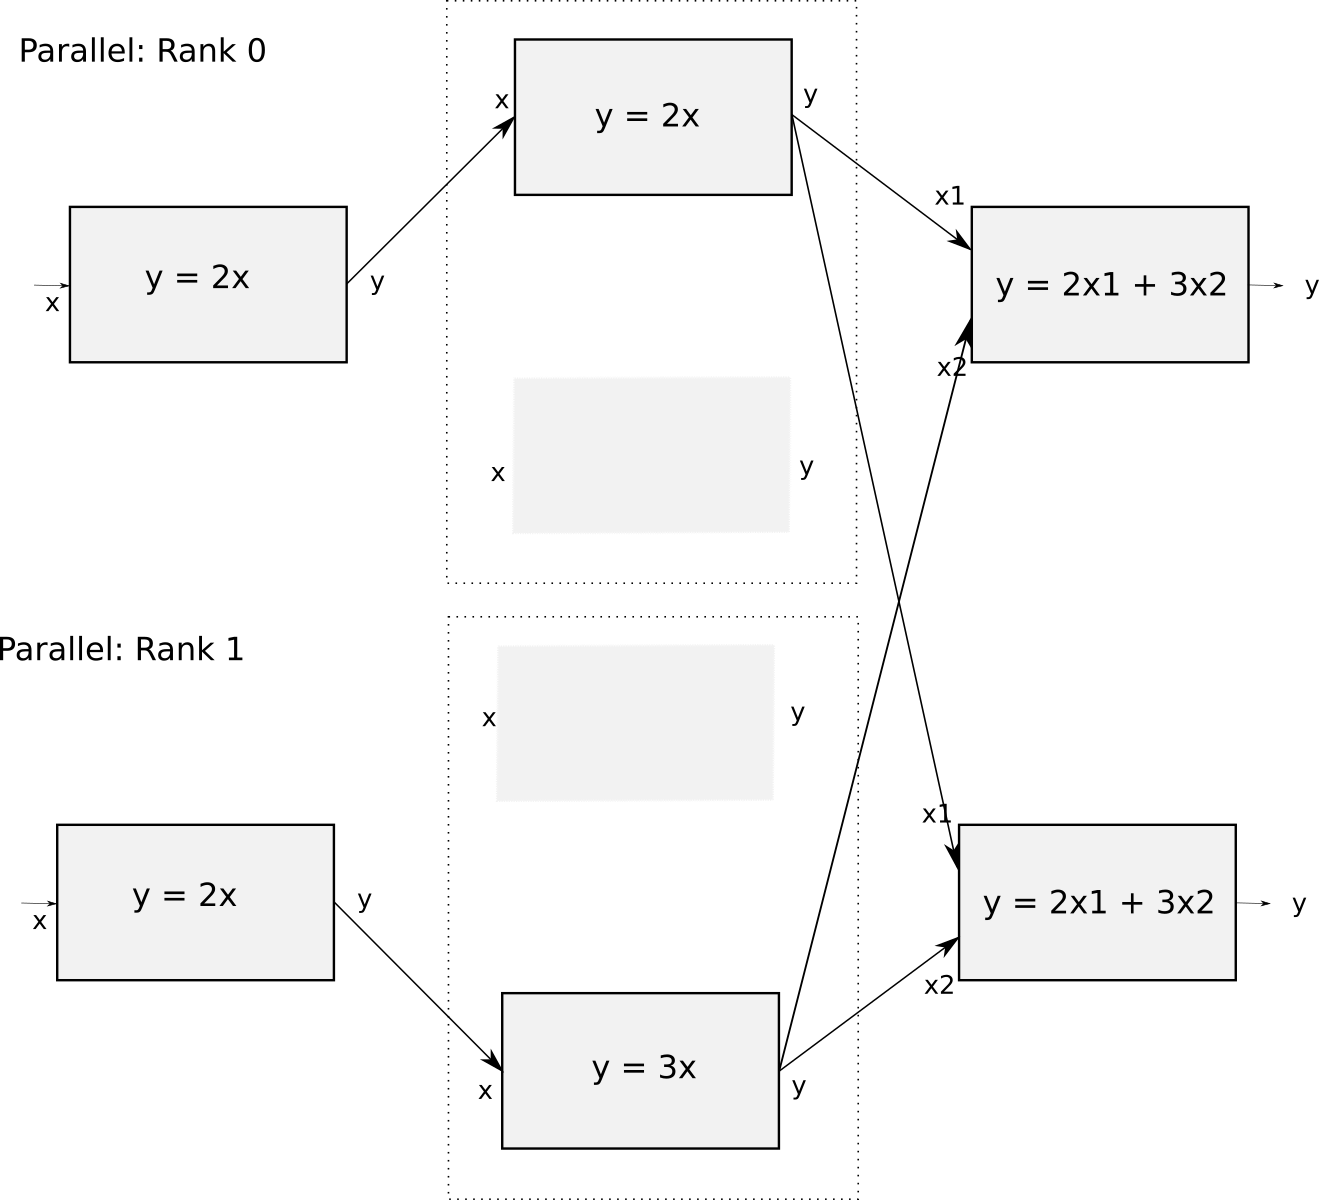 Parallel: Rank 0
x
y = 2x
y
x
y = 2x
y
x1
x2
y = 2x1 + 3x2
y
x
y
Parallel: Rank 1
x
y
x
y = 2x
y
x
y = 3x
y
x1
x2
y = 2x1 + 3x2
y